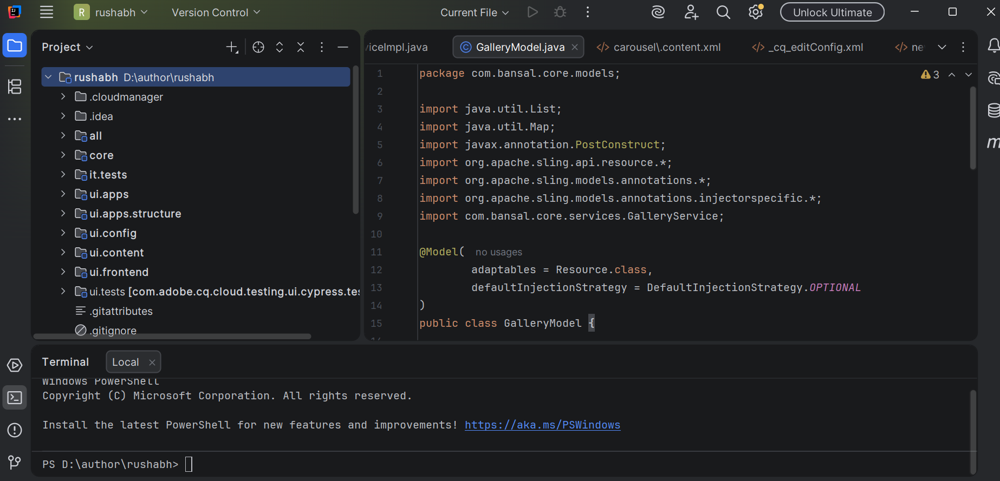 R rushabh Version Control Current File Unlock Ultimate
Project
rushabh D:\author\rushabh
.cloudmanager
.idea
all
core
it.tests
ui.apps
ui.apps.structure
ui.config
ui.content
ui.frontend
ui.tests [com.adobe.cq.cloud.testing.ui.cypress.tes
.gitattributes
.gitignore
viceImpl.java GalleryModel.java carousel\.content.xml _cq_editConfig.xml ne
3
1 package com.bansal.core.models;
2
3 import java.util.List;
4 import java.util.Map;
5 import javax.annotation.PostConstruct;
6 import org.apache.sling.api.resource.*;
7 import org.apache.sling.models.annotations.*;
8 import org.apache.sling.models.annotations.injectorspecific.*;
9 import com.bansal.core.services.GalleryService;
10
11 @Model( no usages
12 adaptables = Resource.class,
13 defaultInjectionStrategy = DefaultInjectionStrategy.OPTIONAL
14 )
15 public class GalleryModel {
m
Terminal Local
Windows PowerShell
Copyright (C) Microsoft Corporation. All rights reserved.
Install the latest PowerShell for new features and improvements! https://aka.ms/PSWindows
PS D:\author\rushabh>